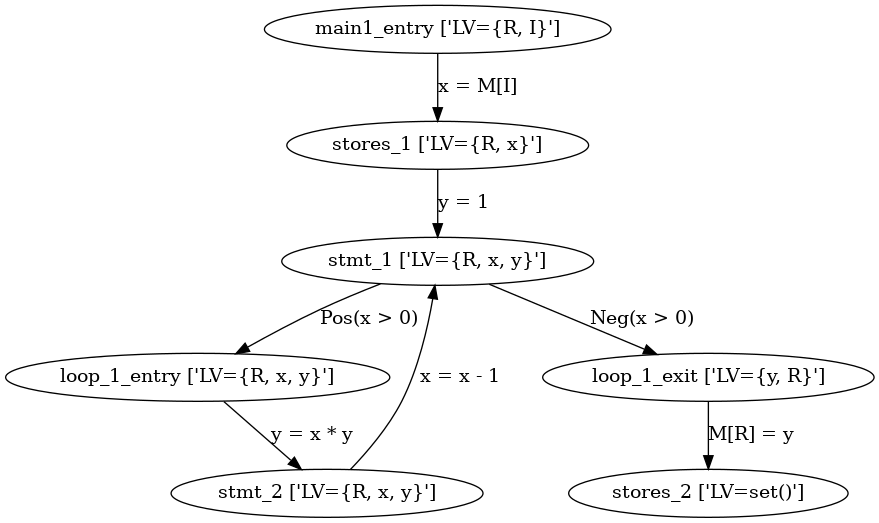 main1_entry ['LV={R, I}']
x = M[I]
stores_1 ['LV={R, x}']
y = 1
stmt_1 ['LV={R, x, y}']
Pos(x > 0)
Neg(x > 0)
loop_1_entry ['LV={R, x, y}']
x = x - 1
loop_1_exit ['LV={y, R}']
y = x * y
M[R] = y
stmt_2 ['LV={R, x, y}']
stores_2 ['LV=set()']